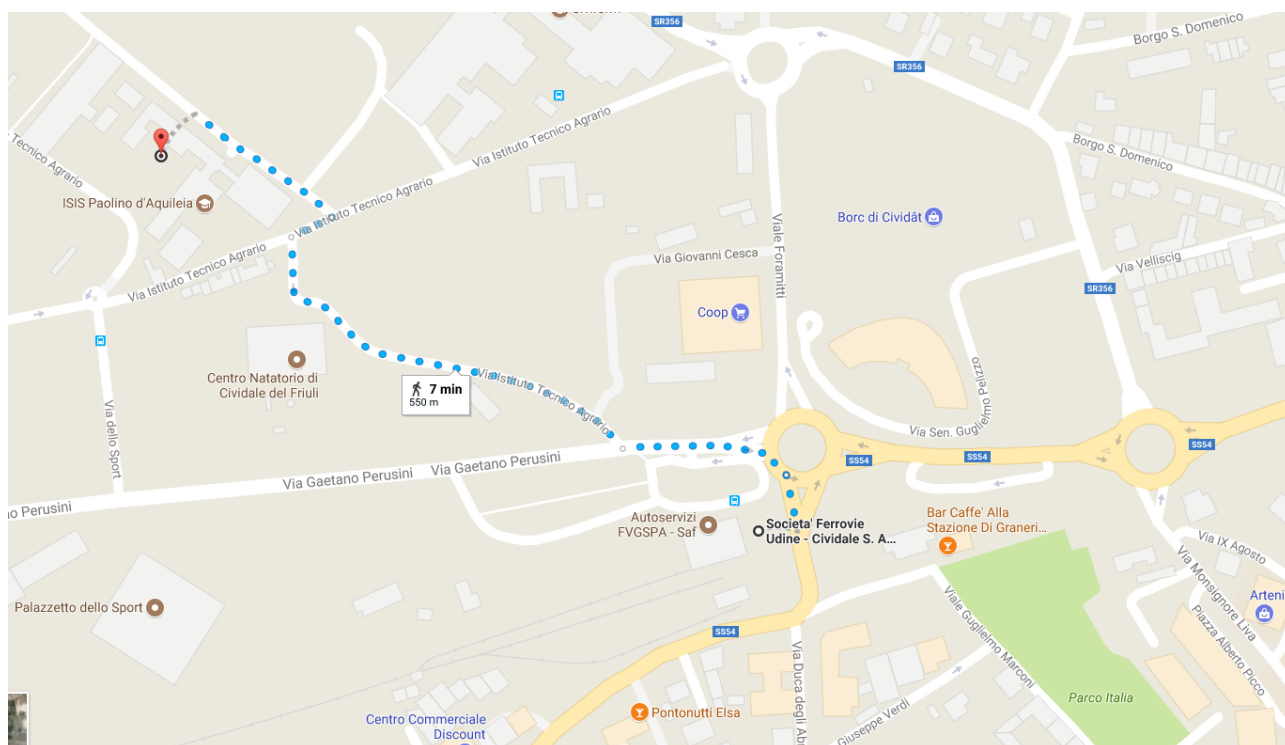 SR356
Borgo S. Domenico
SR356
Via Istituto Tecnico Agrario
Borgo S. Domenico
Tecnico Agrario
Via Istituto Tecnico Agrario
ISIS Paolino d'Aquileia
Borc di Cividât
Viale Foramitti
Via Istituto Tecnico Agrario
Via Giovanni Cesca
Via Velliscig
SR356
Coop
Centro Natatorio di
Cividale del Friuli
7 min
550 m
Via Istituto Tecnico Agrario
Via Sen. Guglielmo Pelizzo
Via dello Sport
SS54
SS54
SS54
Via Gaetano Perusini
Via Gaetano Perusini
Perusini
Autoservizi
FVGSPA - Saf
Societa' Ferrovie
Udine - Cividale S. A...
Bar Caffe' Alla
Stazione Di Graneri...
Via IX Agosto
Via Monsignore Liva
Arteni
Piazza Alberto Picco
Palazzetto dello Sport
Viale Guglielmo Marconi
SS54
Via Duca degli
Parco Italia
Pontonutti Elsa
Giuseppe Verdi
Centro Commerciale
Discount